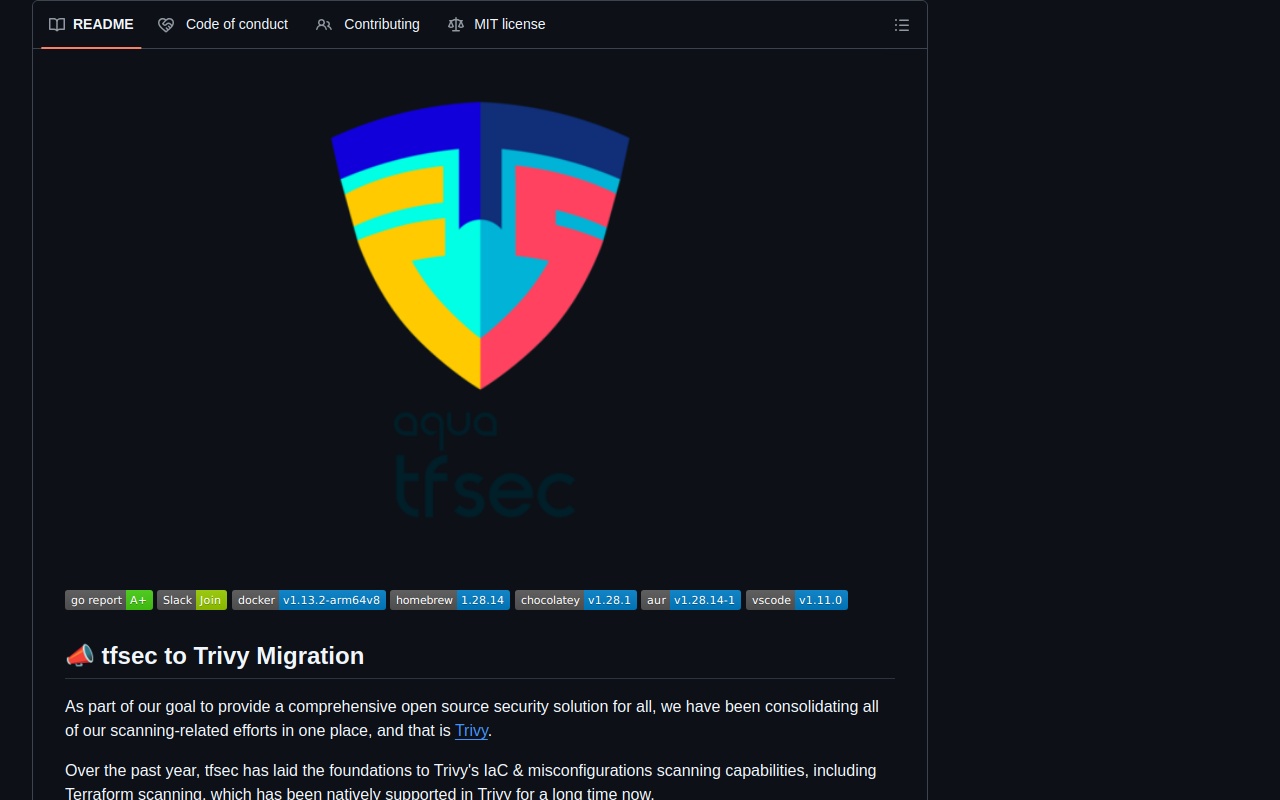 README
Code of conduct
Contributing
MIT license
aqua
tfsec
go report A+ Slack Join docker v1.13.2-arm64v8 homebrew 1.28.14 chocolatey v1.28.1 aur v1.28.14-1 vscode v1.11.0
📣 tfsec to Trivy Migration
As part of our goal to provide a comprehensive open source security solution for all, we have been consolidating all
of our scanning-related efforts in one place, and that is Trivy.
Over the past year, tfsec has laid the foundations to Trivy's IaC & misconfigurations scanning capabilities, including
Terraform scanning, which has been natively supported in Trivy for a long time now.